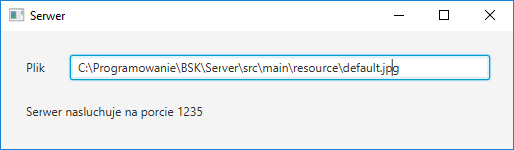 Serwer
Plik C:\Programowanie\BSK\Server\src\main\resource\default.jpg
Serwer nasluchuje na porcie 1235